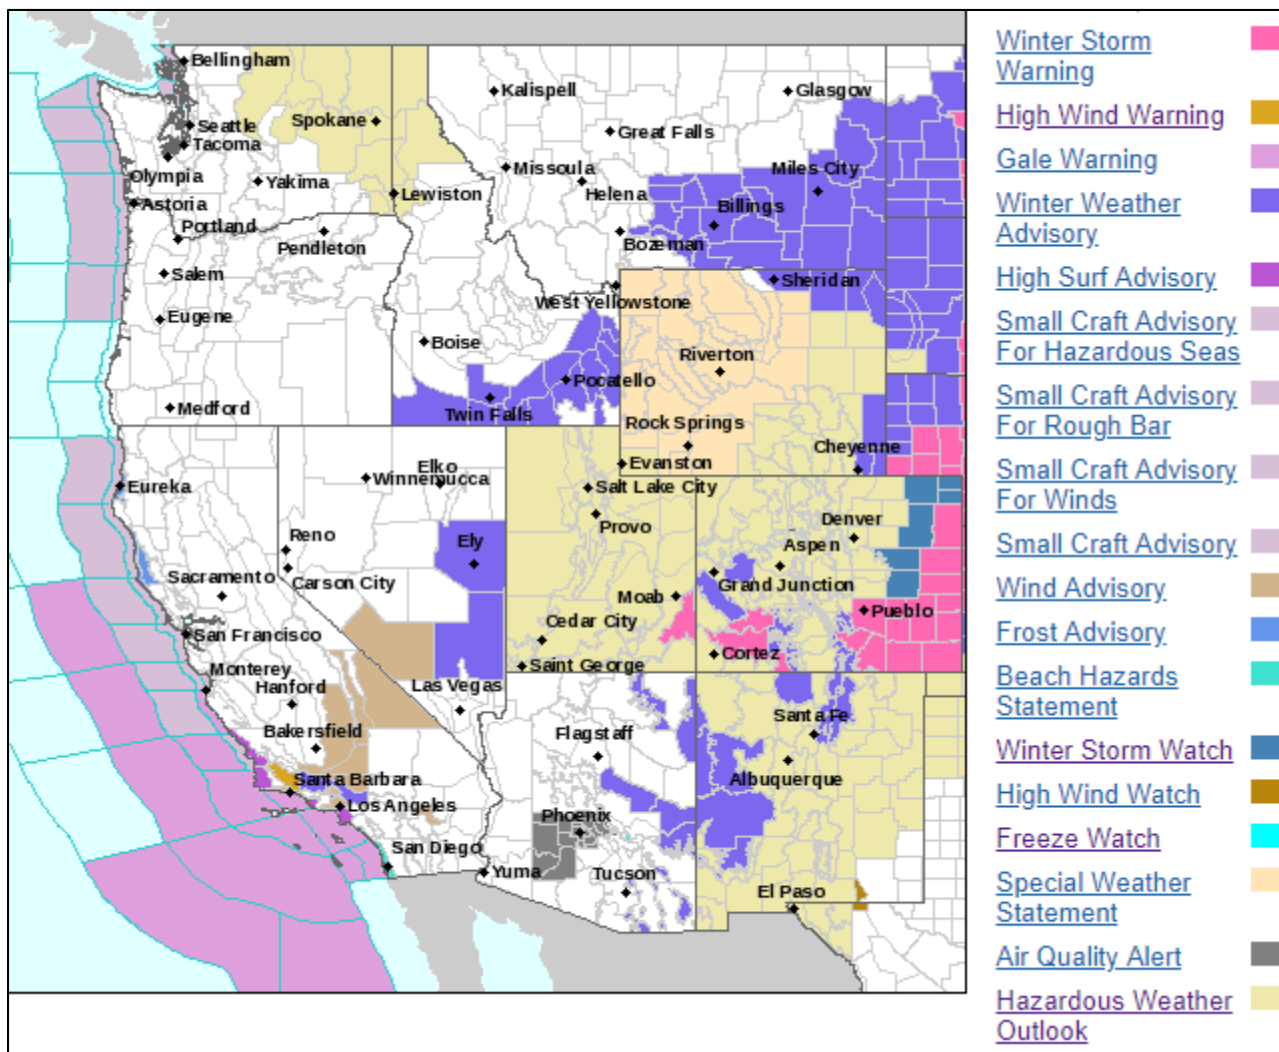 Bellingham
Kalispell
Glasgow
Seattle
Spokane
Great Falls
Tacoma
Olympia
Yakima
Missoula
Miles City
Lewiston
Helena
Astoria
Billings
Portland
Pendleton
Bozeman
Salem
Sheridan
West Yellowstone
Eugene
Boise
Riverton
Pocatello
Medford
Twin Falls
Rock Springs
Cheyenne
Elko
Winnemucca
Evanston
Eureka
Salt Lake City
Provo
Denver
Reno
Ely
Aspen
Carson City
Grand Junction
Sacramento
Moab
Pueblo
San Francisco
Cedar City
Cortez
Monterey
Saint George
Hanford
Las Vegas
Santa Fe
Bakersfield
Flagstaff
Albuquerque
Santa Barbara
Los Angeles
Phoenix
San Diego
Yuma
Tucson
El Paso
Winter Storm
Warning
High Wind Warning
Gale Warning
Winter Weather
Advisory
High Surf Advisory
Small Craft Advisory
For Hazardous Seas
Small Craft Advisory
For Rough Bar
Small Craft Advisory
For Winds
Small Craft Advisory
Wind Advisory
Frost Advisory
Beach Hazards
Statement
Winter Storm Watch
High Wind Watch
Freeze Watch
Special Weather
Statement
Air Quality Alert
Hazardous Weather
Outlook